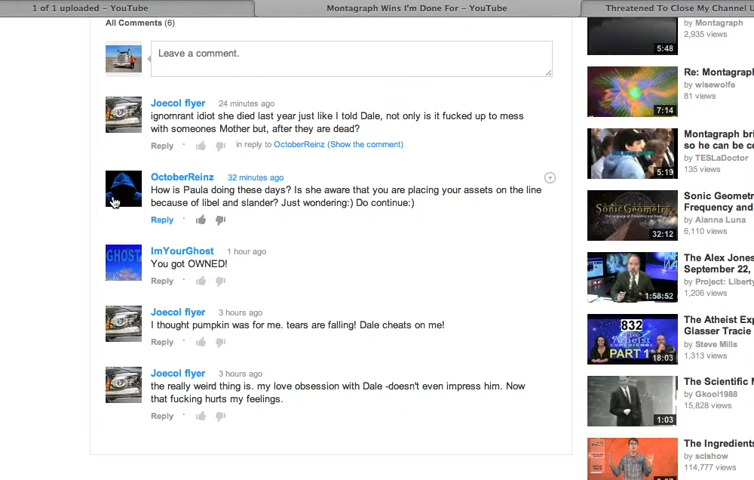 1 of 1 uploaded – YouTube
Montagraph Wins I'm Done For – YouTube
Threatened To Close My Channel
All Comments (6)
Leave a comment.
Joecol flyer 24 minutes ago
ignornrant idiot she died last year just like I told Dale, not only is it fucked up to mess
with someones Mother but, after they are dead?
Reply · in reply to OctoberReinz (Show the comment)
OctoberReinz 32 minutes ago
How is Paula doing these days? Is she aware that you are placing your assets on the line
because of libel and slander? Just wondering:) Do continue:)
Reply ·
ImYourGhost 1 hour ago
You got OWNED!
Reply ·
Joecol flyer 3 hours ago
I thought pumpkin was for me. tears are falling! Dale cheats on me!
Reply ·
Joecol flyer 3 hours ago
the really weird thing is. my love obsession with Dale -doesn't even impress him. Now
that fucking hurts my feelings.
Reply ·
by Montagraph
2,935 views
5:48
Re: Montagraph
by wisewolfe
81 views
7:14
Montagraph
so he can be
by TESLaDoctor
135 views
5:19
Sonic
Frequency and
by Alanna Luna
6,110 views
SonicGeometry
32:12
The Alex Jones
September 22,
by Project:
1,206 views
1:58:52
The Atheist
Glasser Tracie
by Steve Mills
1,313 views
832
PART 1
18:03
The Scientific
by Gkool1988
15,828 views
1:03
The Ingredients
by scishow
114,777 views
GHOST